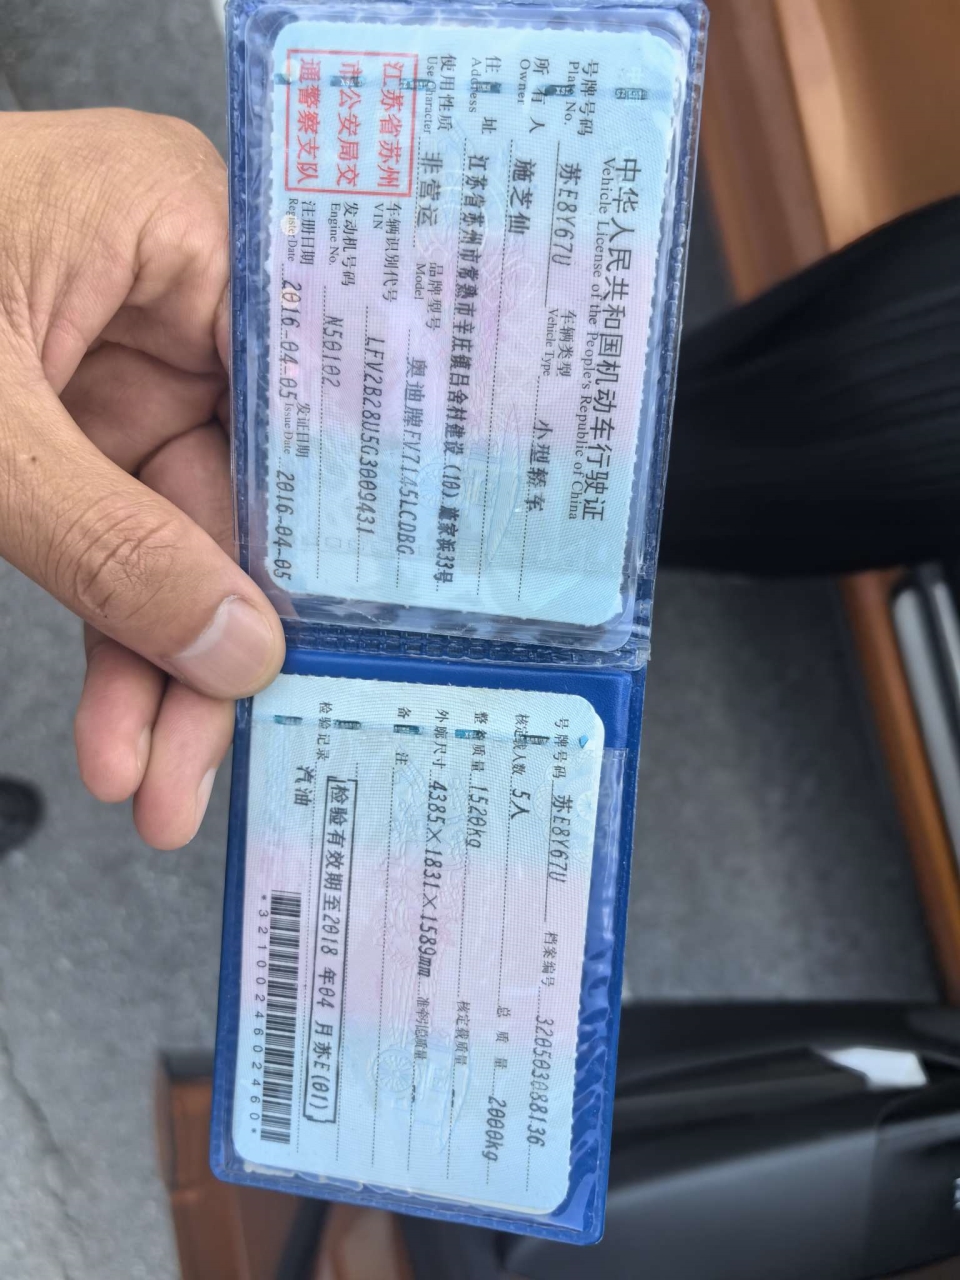 中华人民共和国机动车行驶证
Vehicle License of the People's Republic of China
号牌号码 苏E8Y67U 车辆类型 小型轿车
Plate No. Vehicle Type
所有人 施芝仙
Owner
住址 江苏省苏州市常熟市辛庄镇吕舍村建设(10)施家浜33号
Address
使用性质 非营运 品牌型号 奥迪牌FV7145LCDBG
Use Character Model
江苏省苏州
市公安局交
通警察支队
车辆识别代号 LFV2B28U5G3009431
VIN
发动机号码 N50102
Engine No.
注册日期 2016-04-05 发证日期 2016-04-05
Register Date Issue Date
号牌号码 苏E8Y67U 档案编号 320503088136
核定载人数 5人 总质量 2000kg
整备质量 1520kg 核定载质量
外廓尺寸 4385×1831×1589mm 准牵引总质量
备注
检验有效期至2018年04月苏E(01)
检验记录 汽油
*3210024602460*